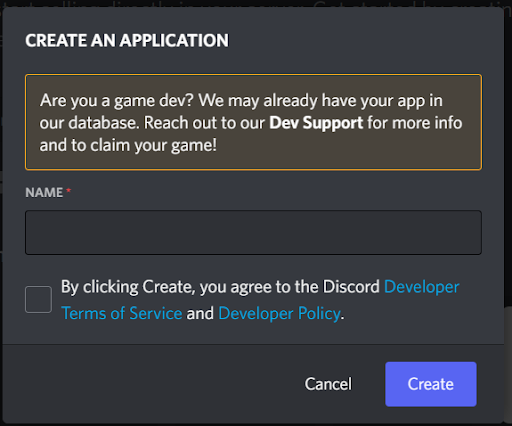 CREATE AN APPLICATION
Are you a game dev? We may already have your app in
our database. Reach out to our Dev Support for more info
and to claim your game!
NAME *
By clicking Create, you agree to the Discord Developer
Terms of Service and Developer Policy.
Cancel
Create